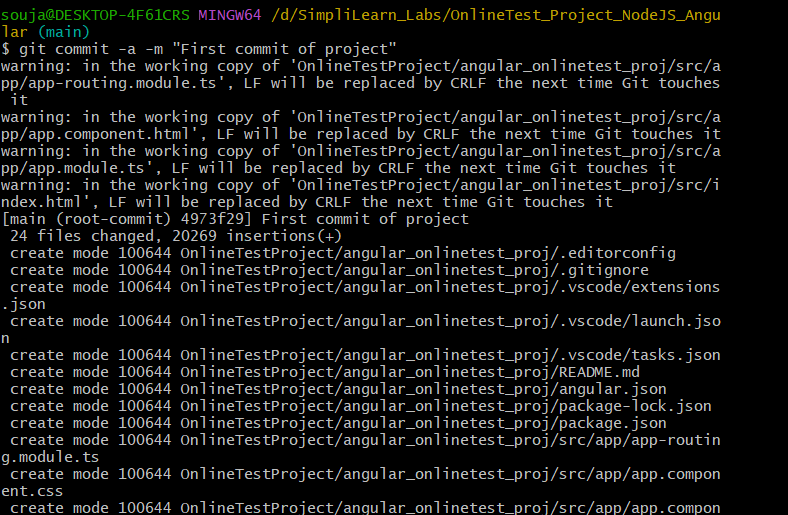 souja@DESKTOP-4F61CRS MINGW64 /d/SimpliLearn_Labs/OnlineTest_Project_NodeJS_Angu
lar (main)
$ git commit -a -m "First commit of project"
warning: in the working copy of 'OnlineTestProject/angular_onlinetest_proj/src/a
pp/app-routing.module.ts', LF will be replaced by CRLF the next time Git touches
 it
warning: in the working copy of 'OnlineTestProject/angular_onlinetest_proj/src/a
pp/app.component.html', LF will be replaced by CRLF the next time Git touches it
warning: in the working copy of 'OnlineTestProject/angular_onlinetest_proj/src/a
pp/app.module.ts', LF will be replaced by CRLF the next time Git touches it
warning: in the working copy of 'OnlineTestProject/angular_onlinetest_proj/src/i
ndex.html', LF will be replaced by CRLF the next time Git touches it
[main (root-commit) 4973f29] First commit of project
 24 files changed, 20269 insertions(+)
 create mode 100644 OnlineTestProject/angular_onlinetest_proj/.editorconfig
 create mode 100644 OnlineTestProject/angular_onlinetest_proj/.gitignore
 create mode 100644 OnlineTestProject/angular_onlinetest_proj/.vscode/extensions
.json
 create mode 100644 OnlineTestProject/angular_onlinetest_proj/.vscode/launch.jso
n
 create mode 100644 OnlineTestProject/angular_onlinetest_proj/.vscode/tasks.json
 create mode 100644 OnlineTestProject/angular_onlinetest_proj/README.md
 create mode 100644 OnlineTestProject/angular_onlinetest_proj/angular.json
 create mode 100644 OnlineTestProject/angular_onlinetest_proj/package-lock.json
 create mode 100644 OnlineTestProject/angular_onlinetest_proj/package.json
 create mode 100644 OnlineTestProject/angular_onlinetest_proj/src/app/app-routin
g.module.ts
 create mode 100644 OnlineTestProject/angular_onlinetest_proj/src/app/app.compon
ent.css
 create mode 100644 OnlineTestProject/angular_onlinetest_proj/src/app/app.compon